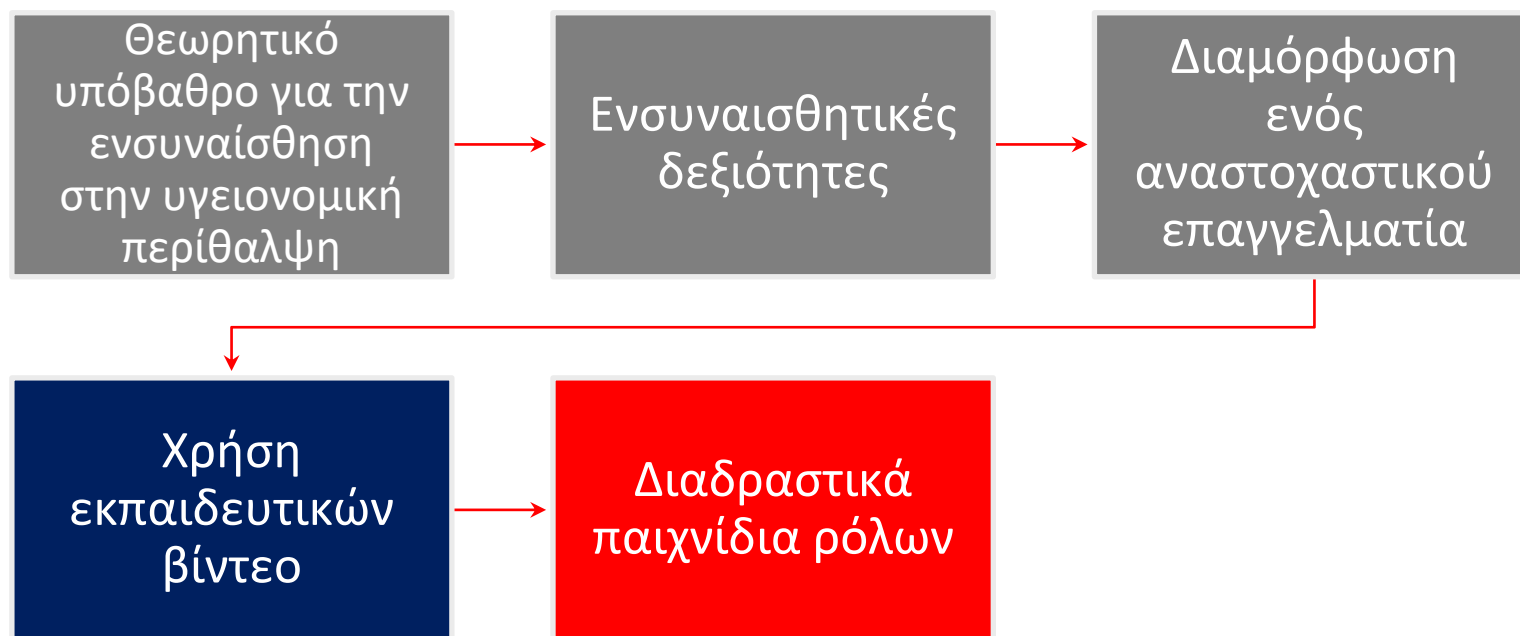 Θεωρητικό
υπόβαθρο για την
ενσυναίσθηση
στην υγειονομική
περίθαλψη
Ενσυναισθητικές
δεξιότητες
Διαμόρφωση
ενός
αναστοχαστικού
επαγγελματία
Χρήση
εκπαιδευτικών
βίντεο
Διαδραστικά
παιχνίδια ρόλων